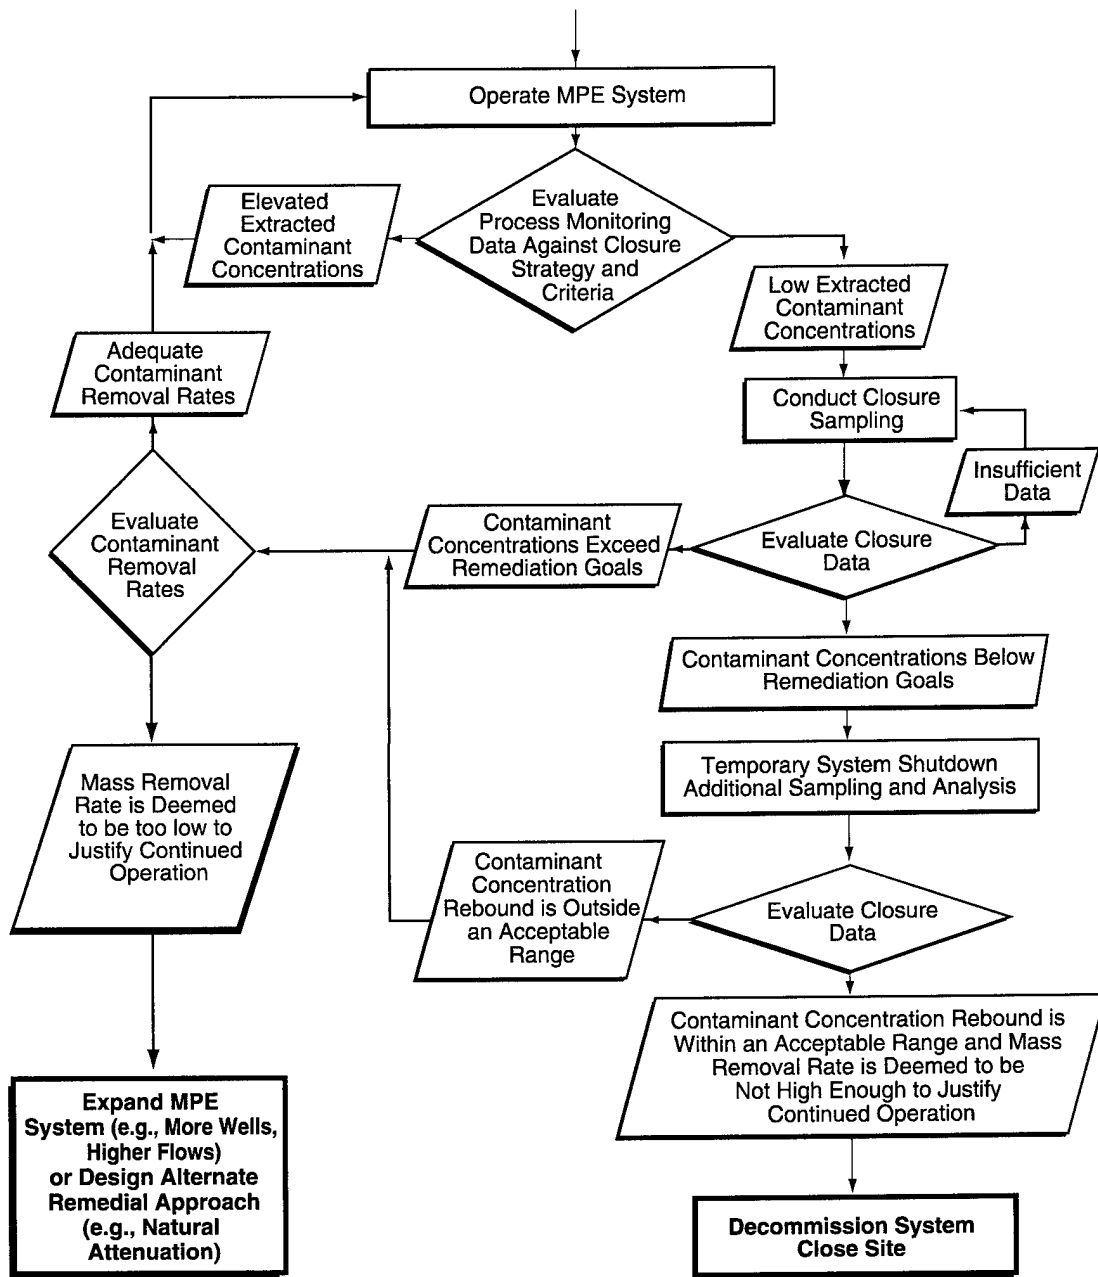 Operate MPE System
Evaluate
Process Monitoring
Data Against Closure
Strategy and
Criteria
Elevated
Extracted
Contaminant
Concentrations
Low Extracted
Contaminant
Concentrations
Adequate
Contaminant
Removal Rates
Conduct Closure
Sampling
Insufficient
Data
Evaluate
Contaminant
Removal
Rates
Contaminant
Concentrations Exceed
Remediation Goals
Evaluate Closure
Data
Contaminant Concentrations Below
Remediation Goals
Temporary System Shutdown
Additional Sampling and Analysis
Mass Removal
Rate is Deemed
to be too low to
Justify Continued
Operation
Contaminant
Concentration
Rebound is Outside
an Acceptable
Range
Evaluate Closure
Data
Contaminant Concentration Rebound is
Within an Acceptable Range and Mass
Removal Rate is Deemed to be
Not High Enough to Justify
Continued Operation
Expand MPE
System (e.g., More Wells,
Higher Flows)
or Design Alternate
Remedial Approach
(e.g., Natural
Attenuation)
Decommission System
Close Site